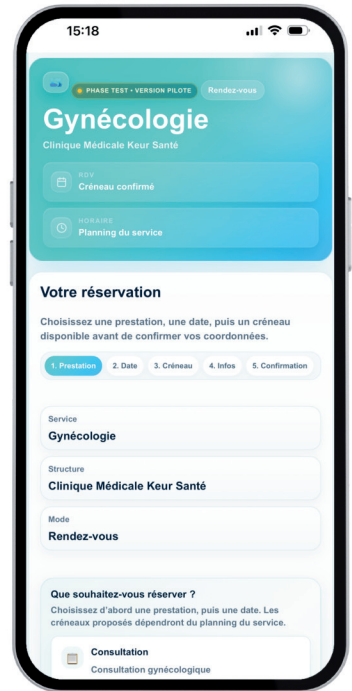 15:18
PHASE TEST • VERSION PILOTE
Rendez-vous
Gynécologie
Clinique Médicale Keur Santé
RDV
Créneau confirmé
HORAIRE
Planning du service
Votre réservation
Choisissez une prestation, une date, puis un créneau
disponible avant de confirmer vos coordonnées.
1. Prestation
2. Date
3. Créneau
4. Infos
5. Confirmation
Service
Gynécologie
Structure
Clinique Médicale Keur Santé
Mode
Rendez-vous
Que souhaitez-vous réserver ?
Choisissez d'abord une prestation, puis une date. Les
créneaux proposés dépendront du planning du service.
Consultation
Consultation gynécologique